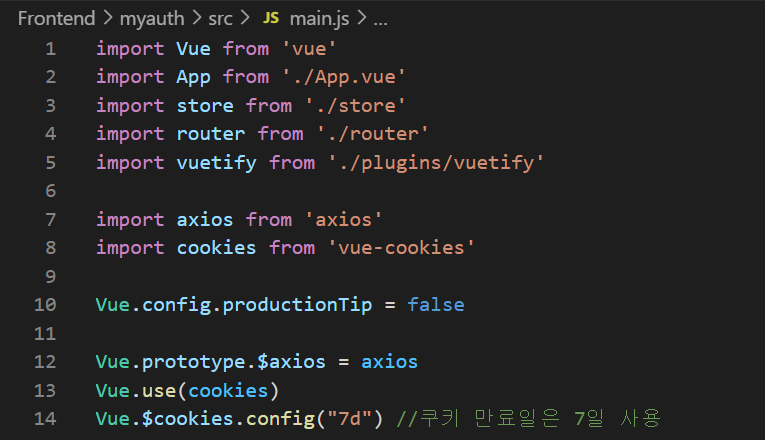 Frontend > myauth > src > JS main.js > ...
1 import Vue from 'vue'
2 import App from './App.vue'
3 import store from './store'
4 import router from './router'
5 import vuetify from './plugins/vuetify'
6
7 import axios from 'axios'
8 import cookies from 'vue-cookies'
9
10 Vue.config.productionTip = false
11
12 Vue.prototype.$axios = axios
13 Vue.use(cookies)
14 Vue.$cookies.config("7d") //쿠키 만료일은 7일 사용